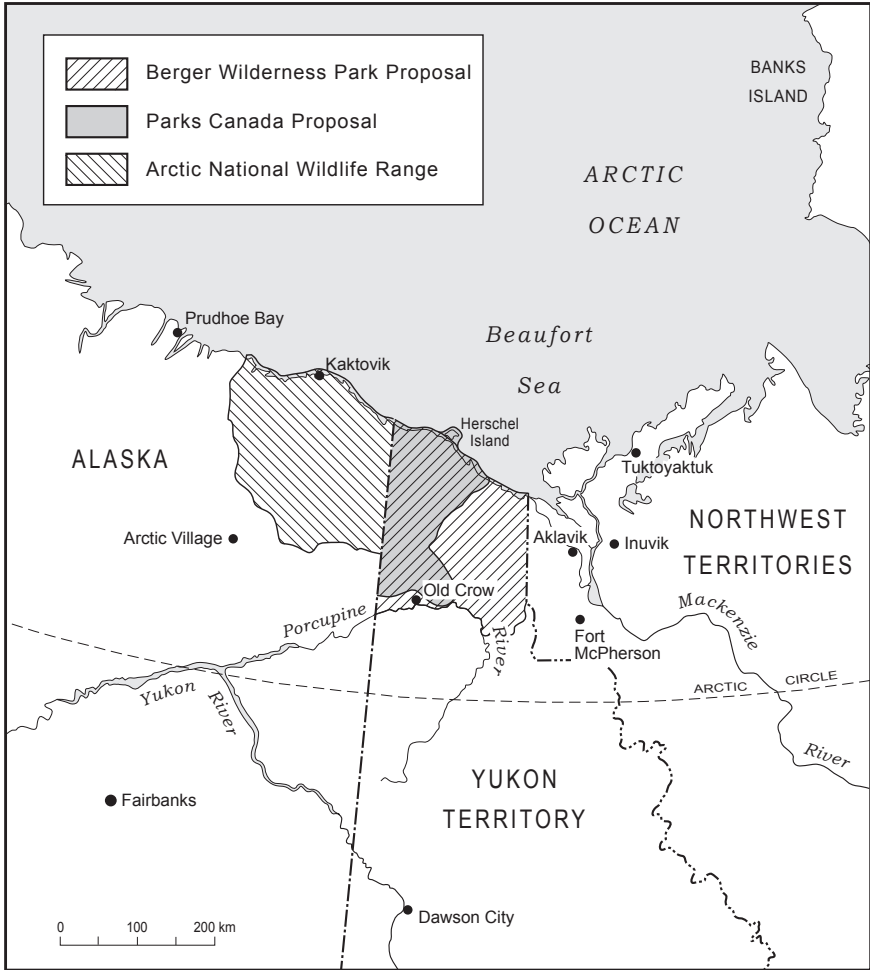 Berger Wilderness Park Proposal
Parks Canada Proposal
Arctic National Wildlife Range
BANKS
ISLAND
ARCTIC
OCEAN
Prudhoe Bay
Beaufort
Sea
Kaktovik
Herschel
Island
ALASKA
Tuktoyaktuk
NORTHWEST
TERRITORIES
Arctic Village
Aklavik
Inuvik
Old Crow
Porcupine
River
Mackenzie
Fort
McPherson
Yukon
River
ARCTIC CIRCLE
River
YUKON
TERRITORY
Fairbanks
Dawson City
0 100 200 km